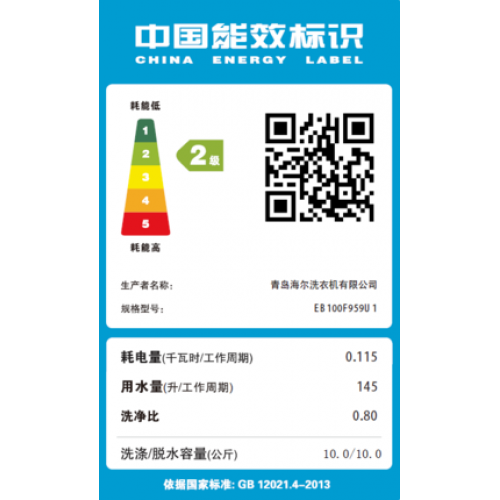 中国能效标识
CHINA ENERGY LABEL
耗能低
1
2
2级
3
4
5
耗能高
生产者名称: 青岛海尔洗衣机有限公司
规格型号: EB100F959U1
耗电量(千瓦时/工作周期) 0.115
用水量(升/工作周期) 145
洗净比 0.80
洗涤/脱水容量(公斤) 10.0/10.0
依据国家标准: GB 12021.4-2013